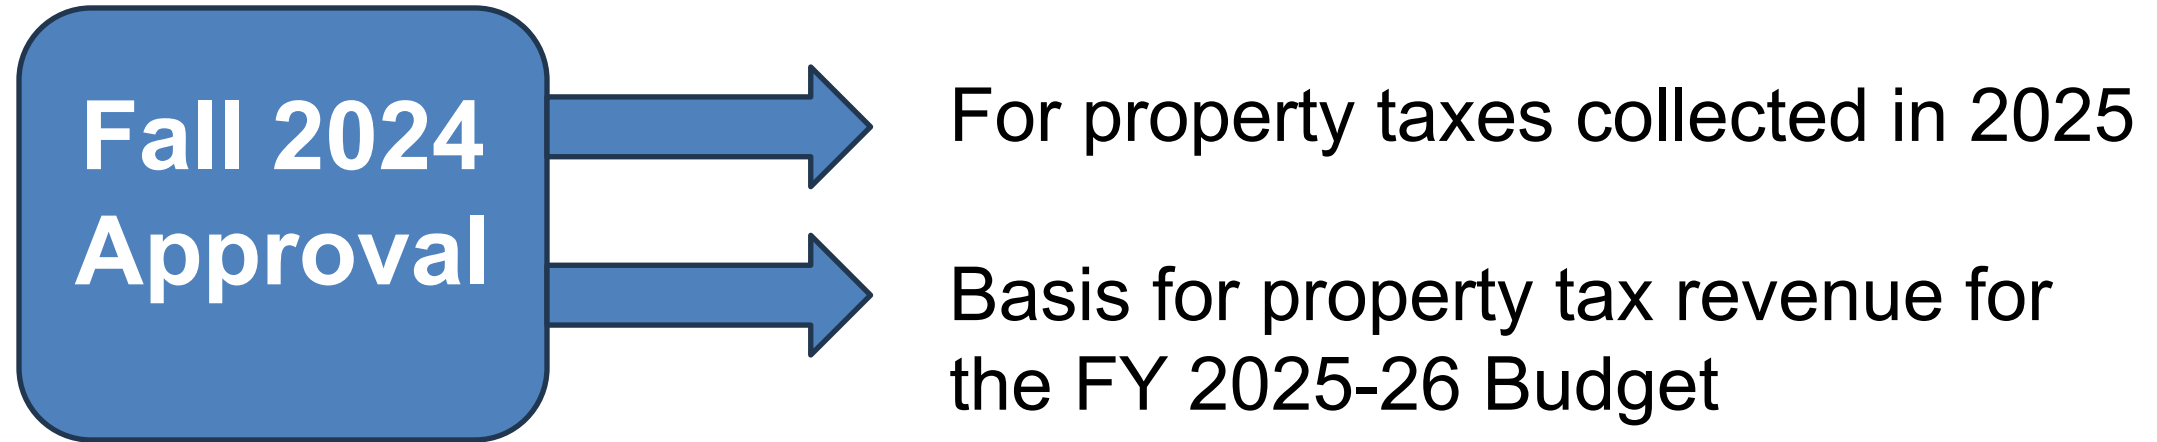 Fall 2024
Approval
For property taxes collected in 2025
Basis for property tax revenue for
the FY 2025-26 Budget